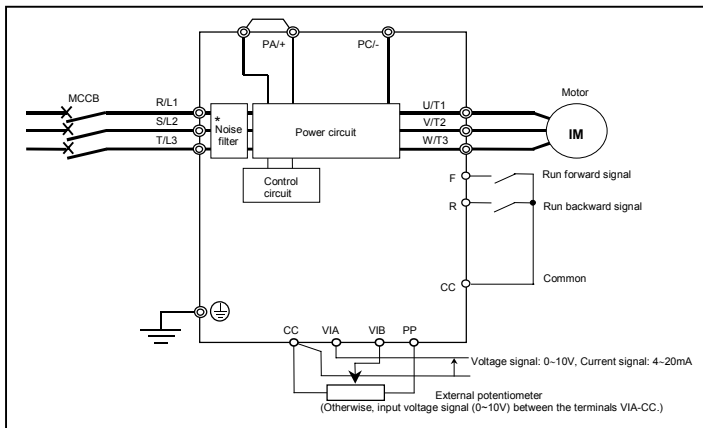 PA/+
PC/-
MCCB
R/L1
S/L2
T/L3
*
Noise
filter
Power circuit
Control
circuit
U/T1
V/T2
W/T3
Motor
IM
F
Run forward signal
R
Run backward signal
CC
Common
CC
VIA
VIB
PP
Voltage signal: 0~10V, Current signal: 4~20mA
External potentiometer
(Otherwise, input voltage signal (0~10V) between the terminals VIA-CC.)